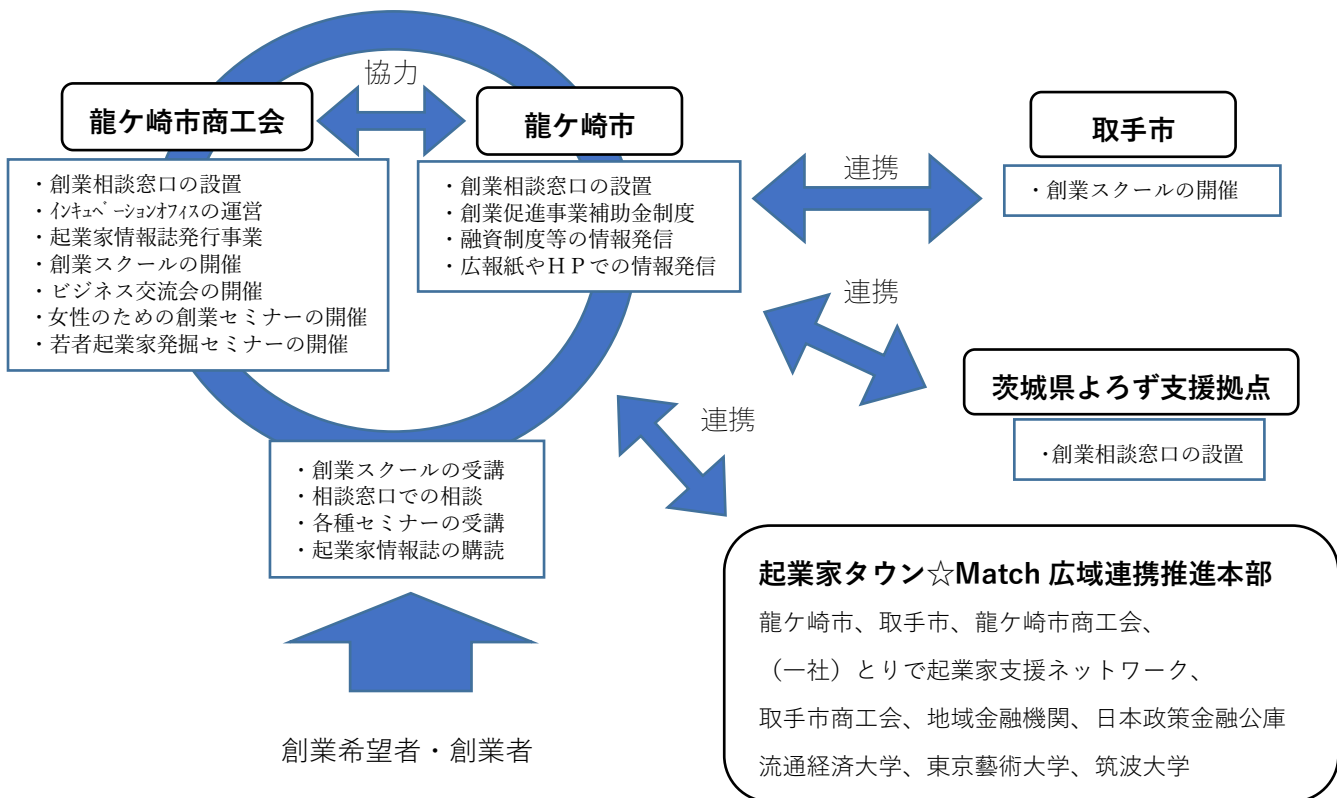 協力
龍ケ崎市商工会
・創業相談窓口の設置
・ｲﾝｷｭﾍﾞｰｼｮﾝｵﾌｨｽの運営
・起業家情報誌発行事業
・創業スクールの開催
・ビジネス交流会の開催
・女性のための創業セミナーの開催
・若者起業家発掘セミナーの開催
龍ケ崎市
・創業相談窓口の設置
・創業促進事業補助金制度
・融資制度等の情報発信
・広報紙やＨＰでの情報発信
連携
取手市
・創業スクールの開催
連携
茨城県よろず支援拠点
・創業相談窓口の設置
連携
・創業スクールの受講
・相談窓口での相談
・各種セミナーの受講
・起業家情報誌の購読
創業希望者・創業者
起業家タウン☆Match 広域連携推進本部
龍ケ崎市、取手市、龍ケ崎市商工会、
（一社）とりで起業家支援ネットワーク、
取手市商工会、地域金融機関、日本政策金融公庫
流通経済大学、東京藝術大学、筑波大学